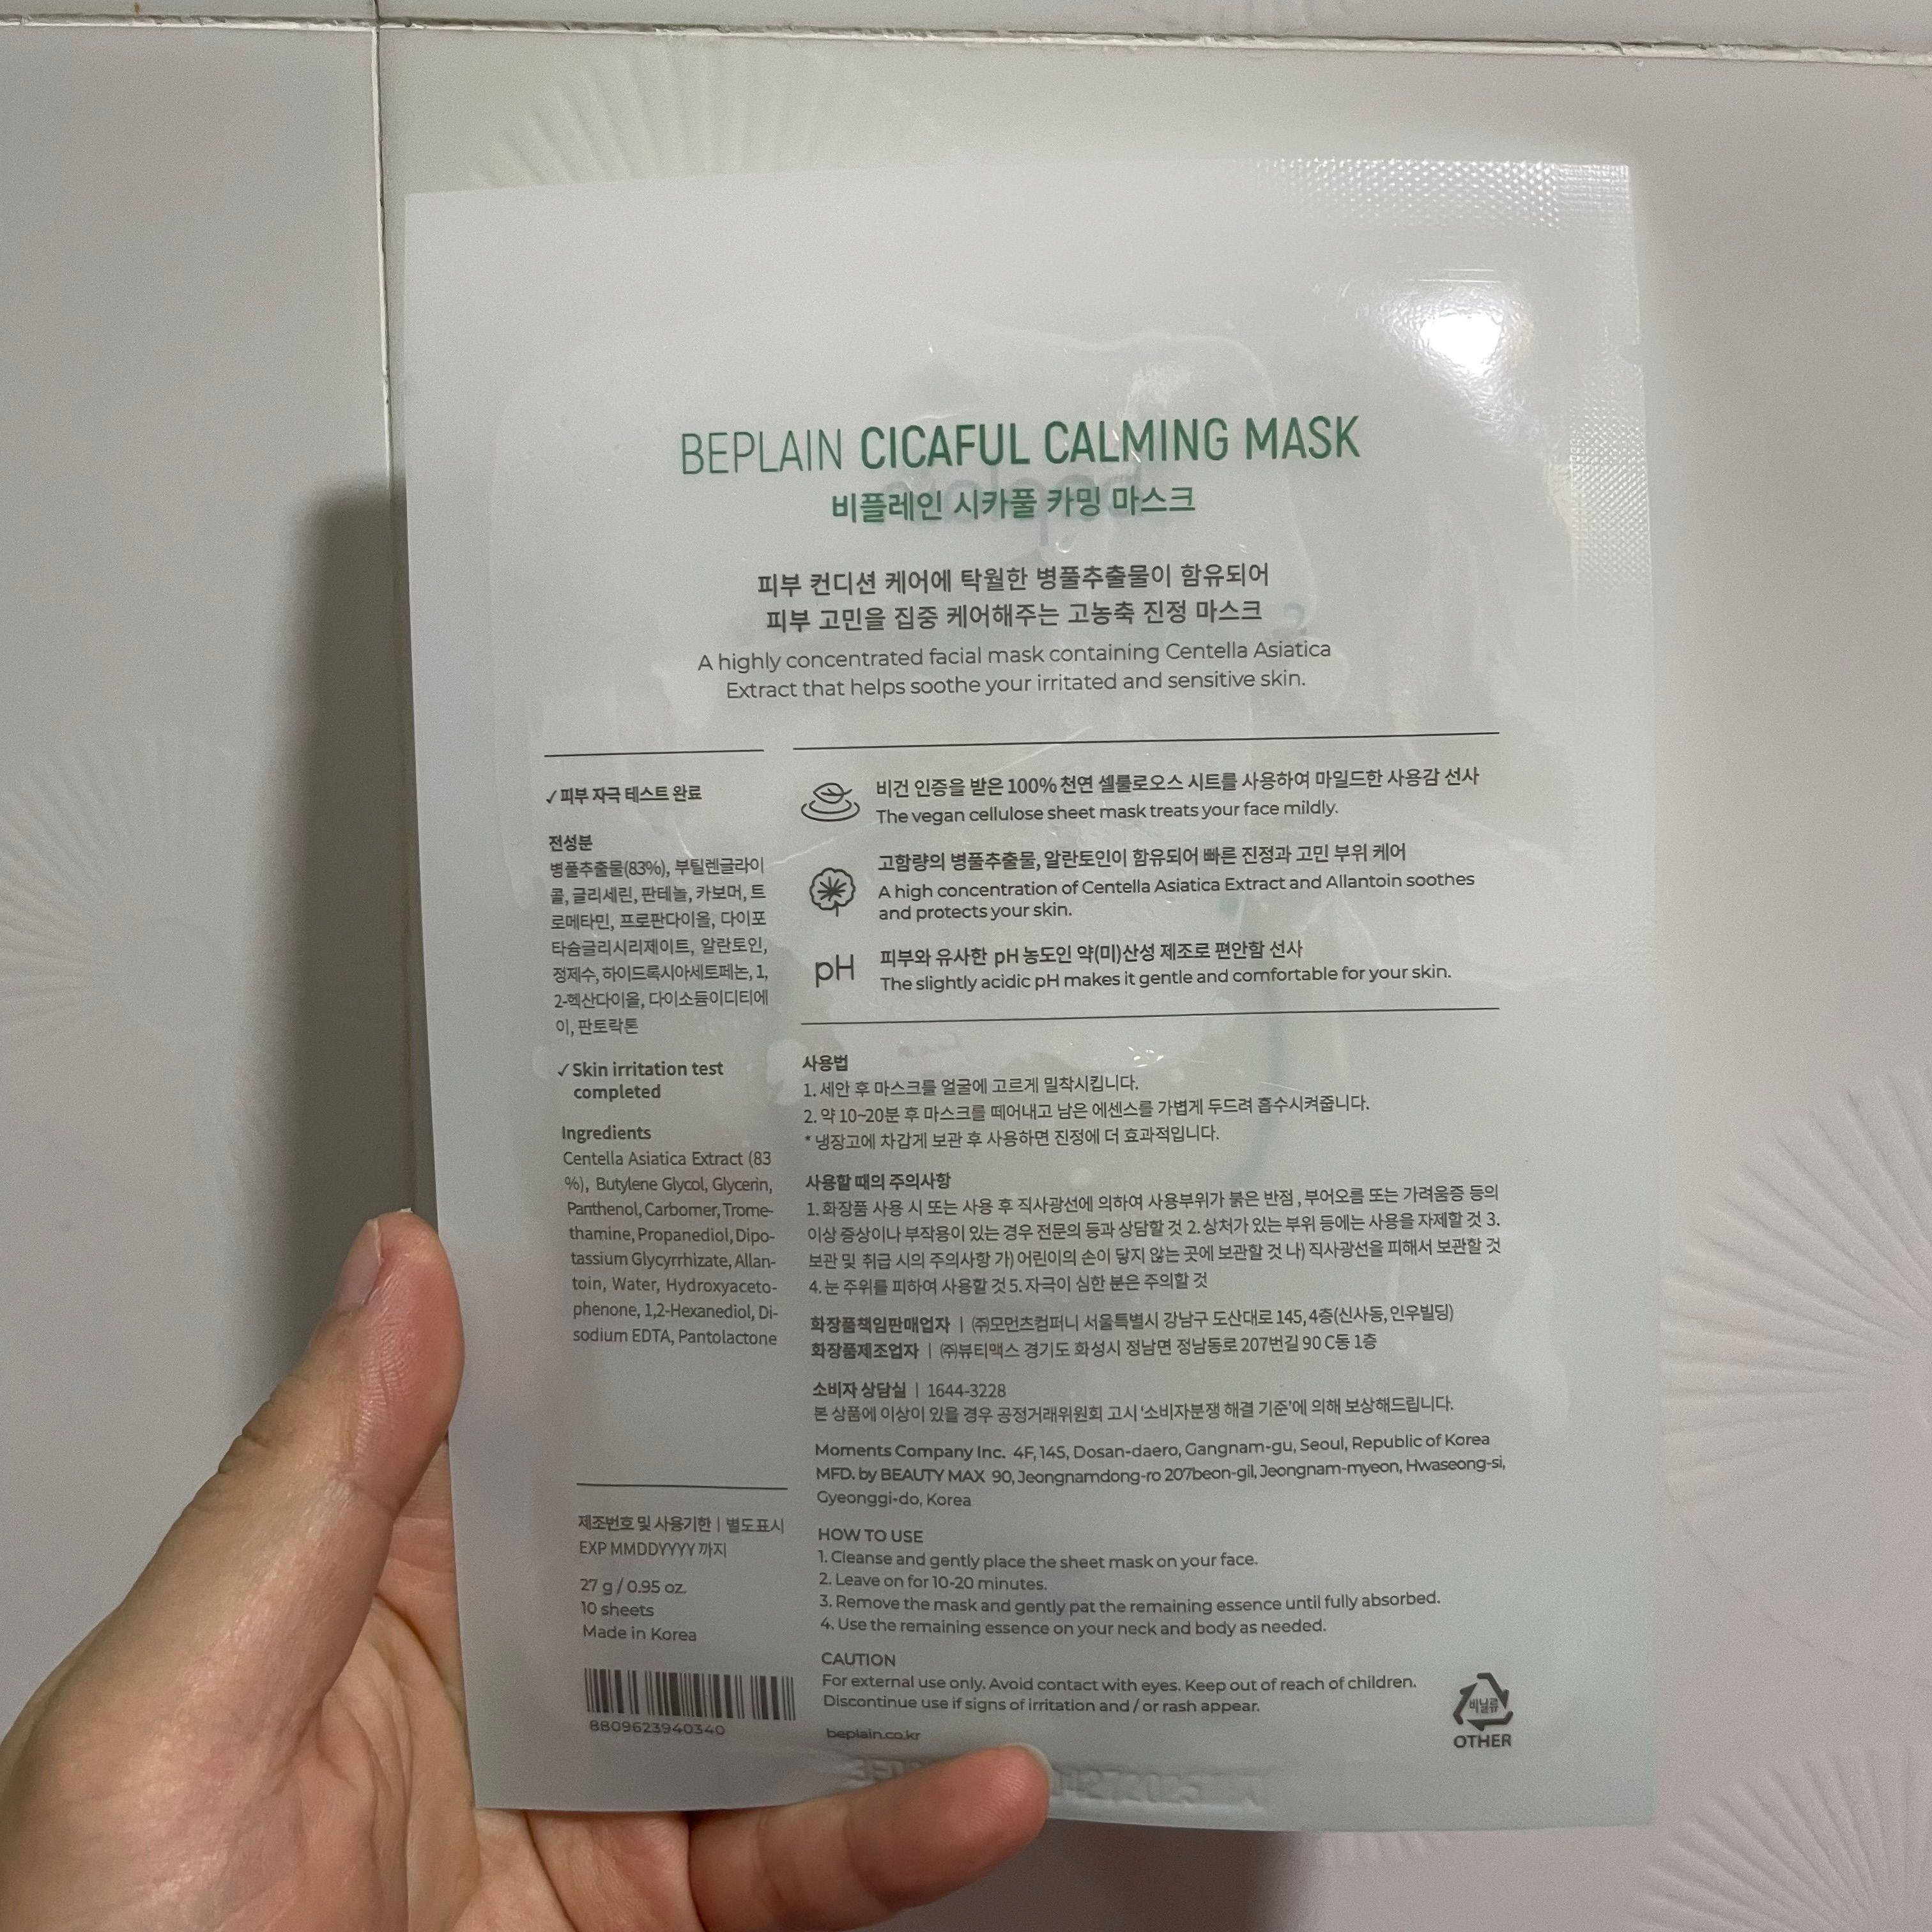 BEPLAIN CICAFUL CALMING MASK
비플레인 시카풀 카밍 마스크
피부 컨디션 케어에 탁월한 병풀추출물이 함유되어
피부 고민을 집중 케어해주는 고농축 진정 마스크
A highly concentrated facial mask containing Centella Asiatica
Extract that helps soothe your irritated and sensitive skin.
✓피부 자극 테스트 완료
전성분
병풀추출물(83%), 부틸렌글라이
콜, 글리세린, 판테놀, 카보머, 트
로메타민, 프로판다이올, 다이포
타슘글리시리제이트, 알란토인,
정제수, 하이드록시아세토페논, 1,
2-헥산다이올, 다이소듐이디티에
이, 판토락톤
✓Skin irritation test
completed
Ingredients
Centella Asiatica Extract (83
%), Butylene Glycol, Glycerin,
Panthenol, Carbomer, Trome-
thamine, Propanediol, Dipo-
tassium Glycyrrhizate, Allan-
toin, Water, Hydroxyaceto-
phenone, 1,2-Hexanediol, Di-
sodium EDTA, Pantolactone
제조번호 및 사용기한 | 별도표시
EXP MMDDYYYY 까지
27 g / 0.95 oz.
10 sheets
Made in Korea
8809623940340
비건 인증을 받은 100% 천연 셀룰로오스 시트를 사용하여 마일드한 사용감 선사
The vegan cellulose sheet mask treats your face mildly.
고함량의 병풀추출물, 알란토인이 함유되어 빠른 진정과 고민 부위 케어
A high concentration of Centella Asiatica Extract and Allantoin soothes
and protects your skin.
pH
피부와 유사한 pH 농도인 약(미)산성 제조로 편안함 선사
The slightly acidic pH makes it gentle and comfortable for your skin.
사용법
1. 세안 후 마스크를 얼굴에 고르게 밀착시킵니다.
2. 약 10~20분 후 마스크를 떼어내고 남은 에센스를 가볍게 두드려 흡수시켜줍니다.
* 냉장고에 차갑게 보관 후 사용하면 진정에 더 효과적입니다.
사용할 때의 주의사항
1. 화장품 사용 시 또는 사용 후 직사광선에 의하여 사용부위가 붉은 반점 , 부어오름 또는 가려움증 등의
이상 증상이나 부작용이 있는 경우 전문의 등과 상담할 것 2. 상처가 있는 부위 등에는 사용을 자제할 것 3.
보관 및 취급 시의 주의사항 가) 어린이의 손이 닿지 않는 곳에 보관할 것 나) 직사광선을 피해서 보관할 것
4. 눈 주위를 피하여 사용할 것 5. 자극이 심한 분은 주의할 것
화장품책임판매업자 | ㈜모먼츠컴퍼니 서울특별시 강남구 도산대로 145, 4층(신사동, 인우빌딩)
화장품제조업자 | ㈜뷰티맥스 경기도 화성시 정남면 정남동로 207번길 90 C동 1층
소비자 상담실 | 1644-3228
본 상품에 이상이 있을 경우 공정거래위원회 고시 '소비자분쟁 해결 기준'에 의해 보상해드립니다.
Moments Company Inc. 4F, 145, Dosan-daero, Gangnam-gu, Seoul, Republic of Korea
MFD. by BEAUTY MAX 90, Jeongnamdong-ro 207beon-gil, Jeongnam-myeon, Hwaseong-si,
Gyeonggi-do, Korea
HOW TO USE
1. Cleanse and gently place the sheet mask on your face.
2. Leave on for 10-20 minutes.
3. Remove the mask and gently pat the remaining essence until fully absorbed.
4. Use the remaining essence on your neck and body as needed.
CAUTION
For external use only. Avoid contact with eyes. Keep out of reach of children.
Discontinue use if signs of irritation and / or rash appear.
beplain.co.kr
비닐류
OTHER